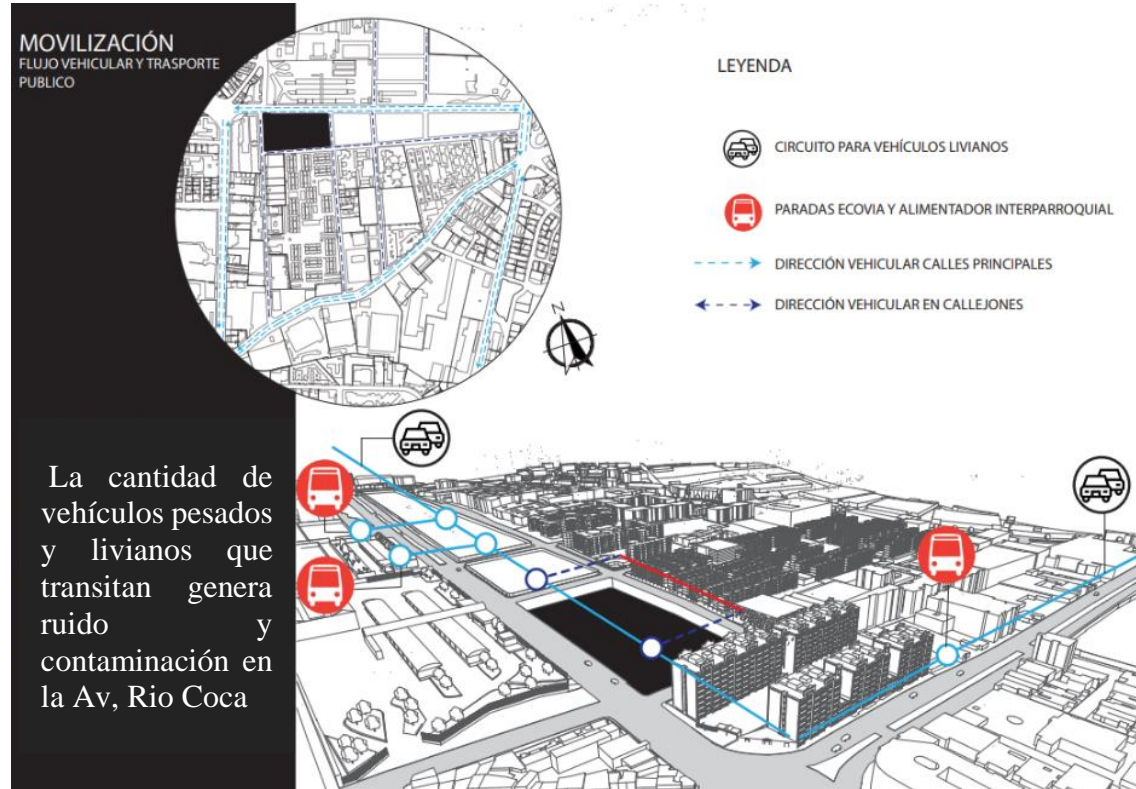 MOVILIZACIÓN
FLUJO VEHICULAR Y TRASPORTE
PUBLICO
LEYENDA
CIRCUITO PARA VEHÍCULOS LIVIANOS
PARADAS ECOVIA Y ALIMENTADOR INTERPARROQUIAL
DIRECCIÓN VEHICULAR CALLES PRINCIPALES
DIRECCIÓN VEHICULAR EN CALLEJONES
N
La cantidad de
vehículos pesados
y livianos que
transitan genera
ruido y
contaminación en
la Av, Rio Coca